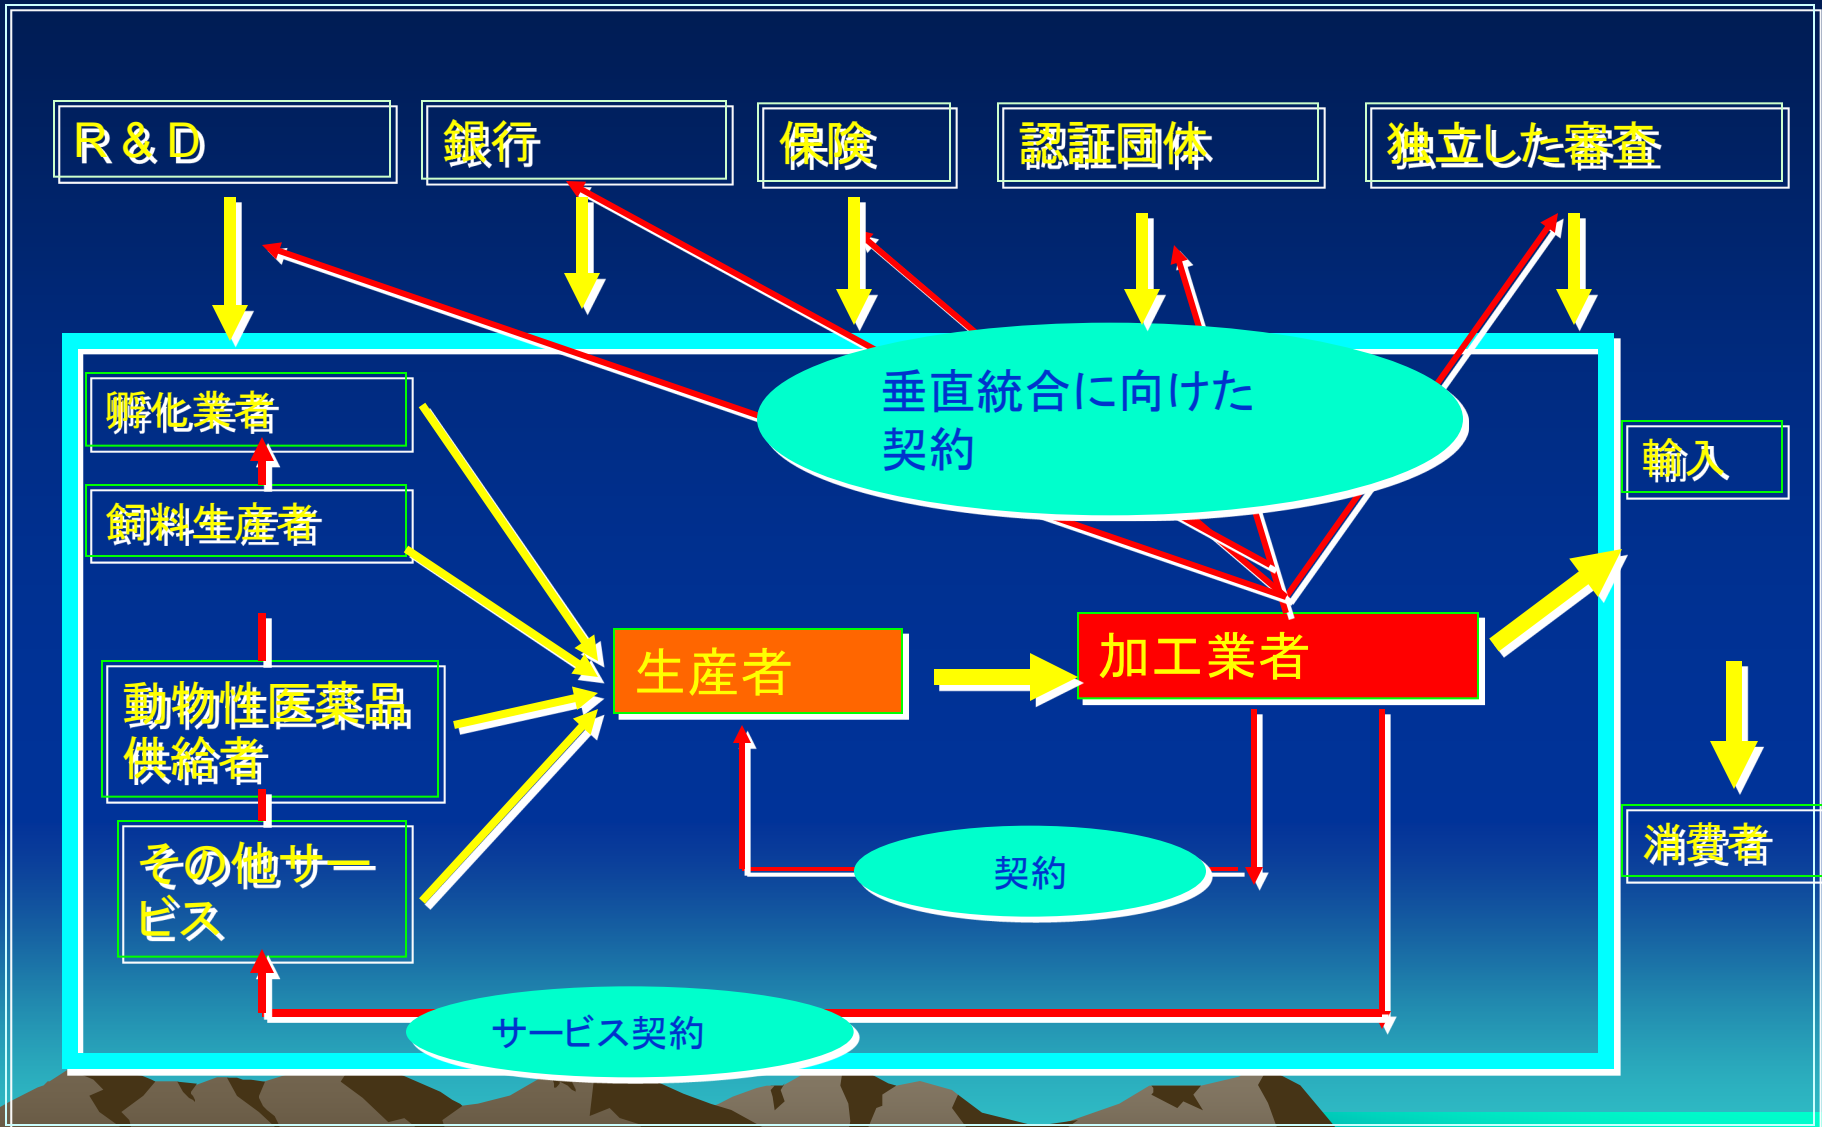 R＆D
銀行
保険
認証団体
独立した審査
垂直統合に向けた
契約
孵化業者
飼料生産者
輸入
生産者
加工業者
動物性医薬品
供給者
その他サー
ビス
契約
消費者
サービス契約